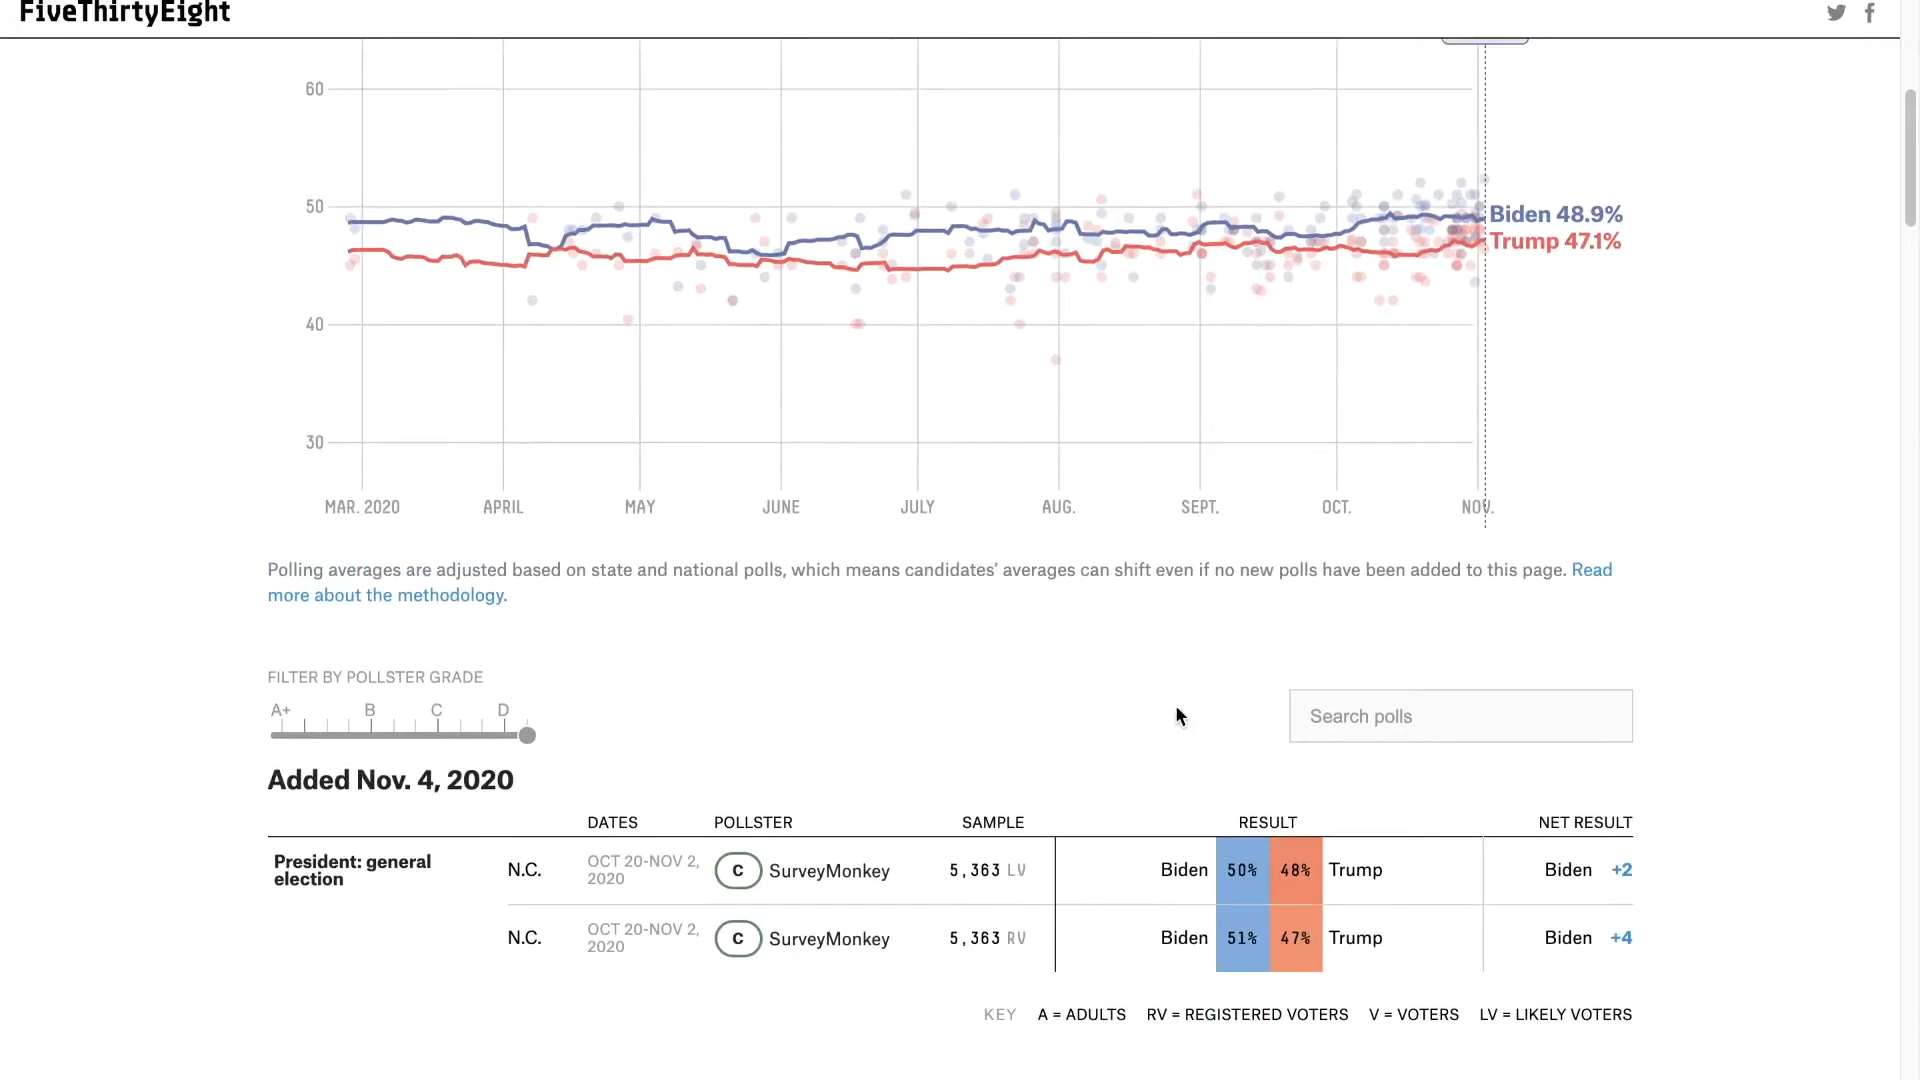 FiveThirtyEight
60
50
40
30
Biden 48.9%
Trump 47.1%
MAR. 2020 APRIL MAY JUNE JULY AUG. SEPT. OCT. NOV.
Polling averages are adjusted based on state and national polls, which means candidates’ averages can shift even if no new polls have been added to this page. Read
more about the methodology.
FILTER BY POLLSTER GRADE
A+ B C D
Search polls
Added Nov. 4, 2020
DATES POLLSTER SAMPLE RESULT NET RESULT
President: general
election
N.C. OCT 20-NOV 2,
2020
C SurveyMonkey 5,363 LV Biden 50% 48% Trump Biden +2
N.C. OCT 20-NOV 2,
2020
C SurveyMonkey 5,363 RV Biden 51% 47% Trump Biden +4
KEY A = ADULTS RV = REGISTERED VOTERS V = VOTERS LV = LIKELY VOTERS